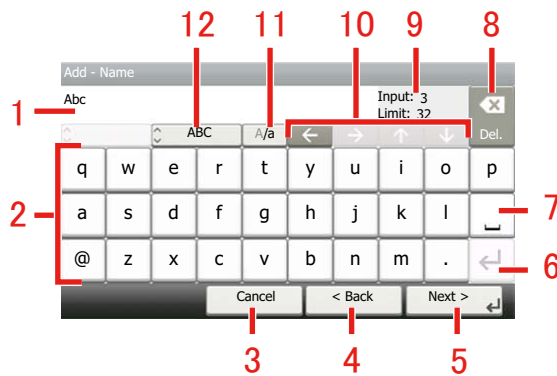 12 11 10 9 8
Add - Name
1 Abc Input: 3
Limit: 32
ABC A/a ← → ↑ ↓ Del.
q w e r t y u i o p
2 a s d f g h j k l 7
@ z x c v b n m . 6
Cancel < Back Next >
3 4 5